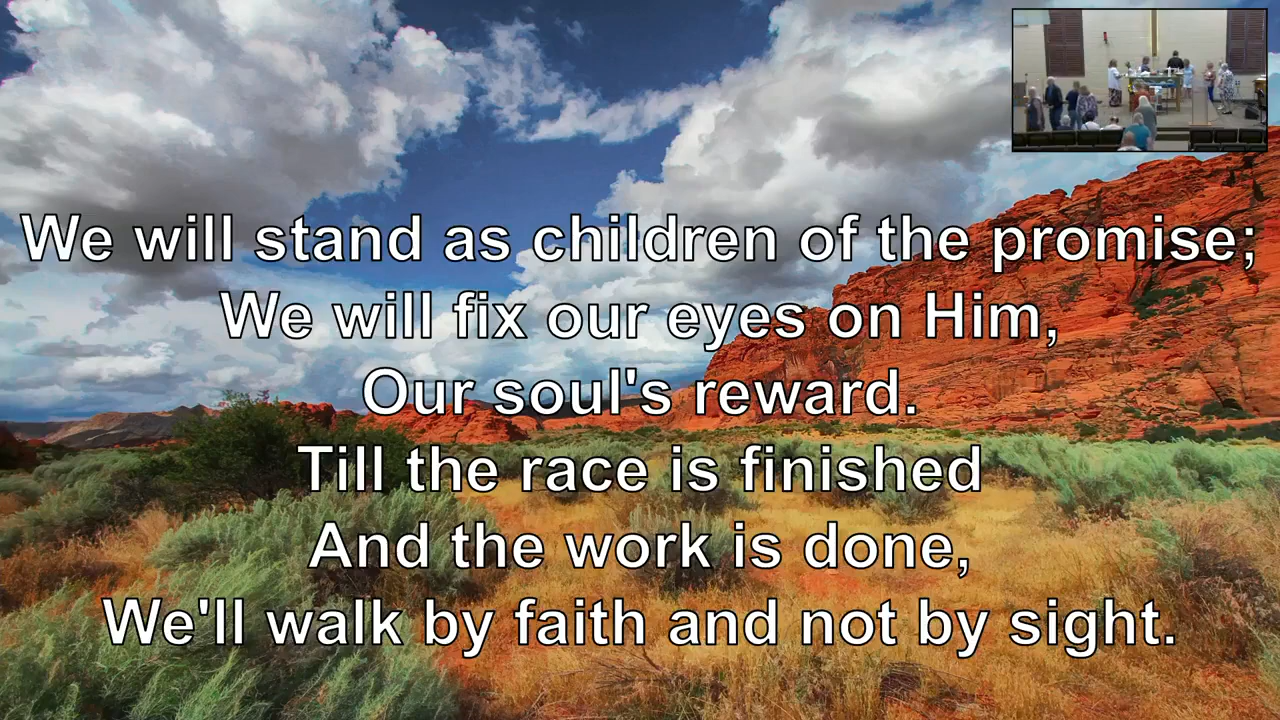 We will stand as children of the promise;
We will fix our eyes on Him,
Our soul's reward.
Till the race is finished
And the work is done,
We'll walk by faith and not by sight.